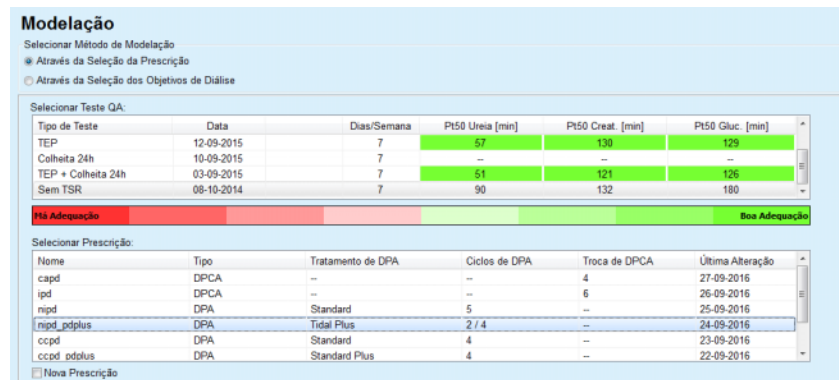 Modelação
Selecionar Método de Modelação
Através da Seleção da Prescrição
Através da Seleção dos Objetivos de Diálise
Selecionar Teste QA:
Tipo de Teste Data Dias/Semana Pt50 Ureia [min] Pt50 Creat. [min] Pt50 Gluc. [min]
TEP 12-09-2015 7 57 130 129
Colheita 24h 10-09-2015 7 -- -- --
TEP + Colheita 24h 03-09-2015 7 51 121 126
Sem TSR 08-10-2014 7 90 132 180
Má Adequação Boa Adequação
Selecionar Prescrição:
Nome Tipo Tratamento de DPA Ciclos de DPA Troca de DPCA Última Alteração
capd DPCA -- -- 4 27-09-2016
ipd DPCA -- -- 6 26-09-2016
nipd DPA Standard 5 -- 25-09-2016
nipd_pdplus DPA Tidal Plus 2 / 4 -- 24-09-2016
ccpd DPA Standard 4 -- 23-09-2016
ccpd_pdplus DPA Standard Plus 4 -- 22-09-2016
Nova Prescrição